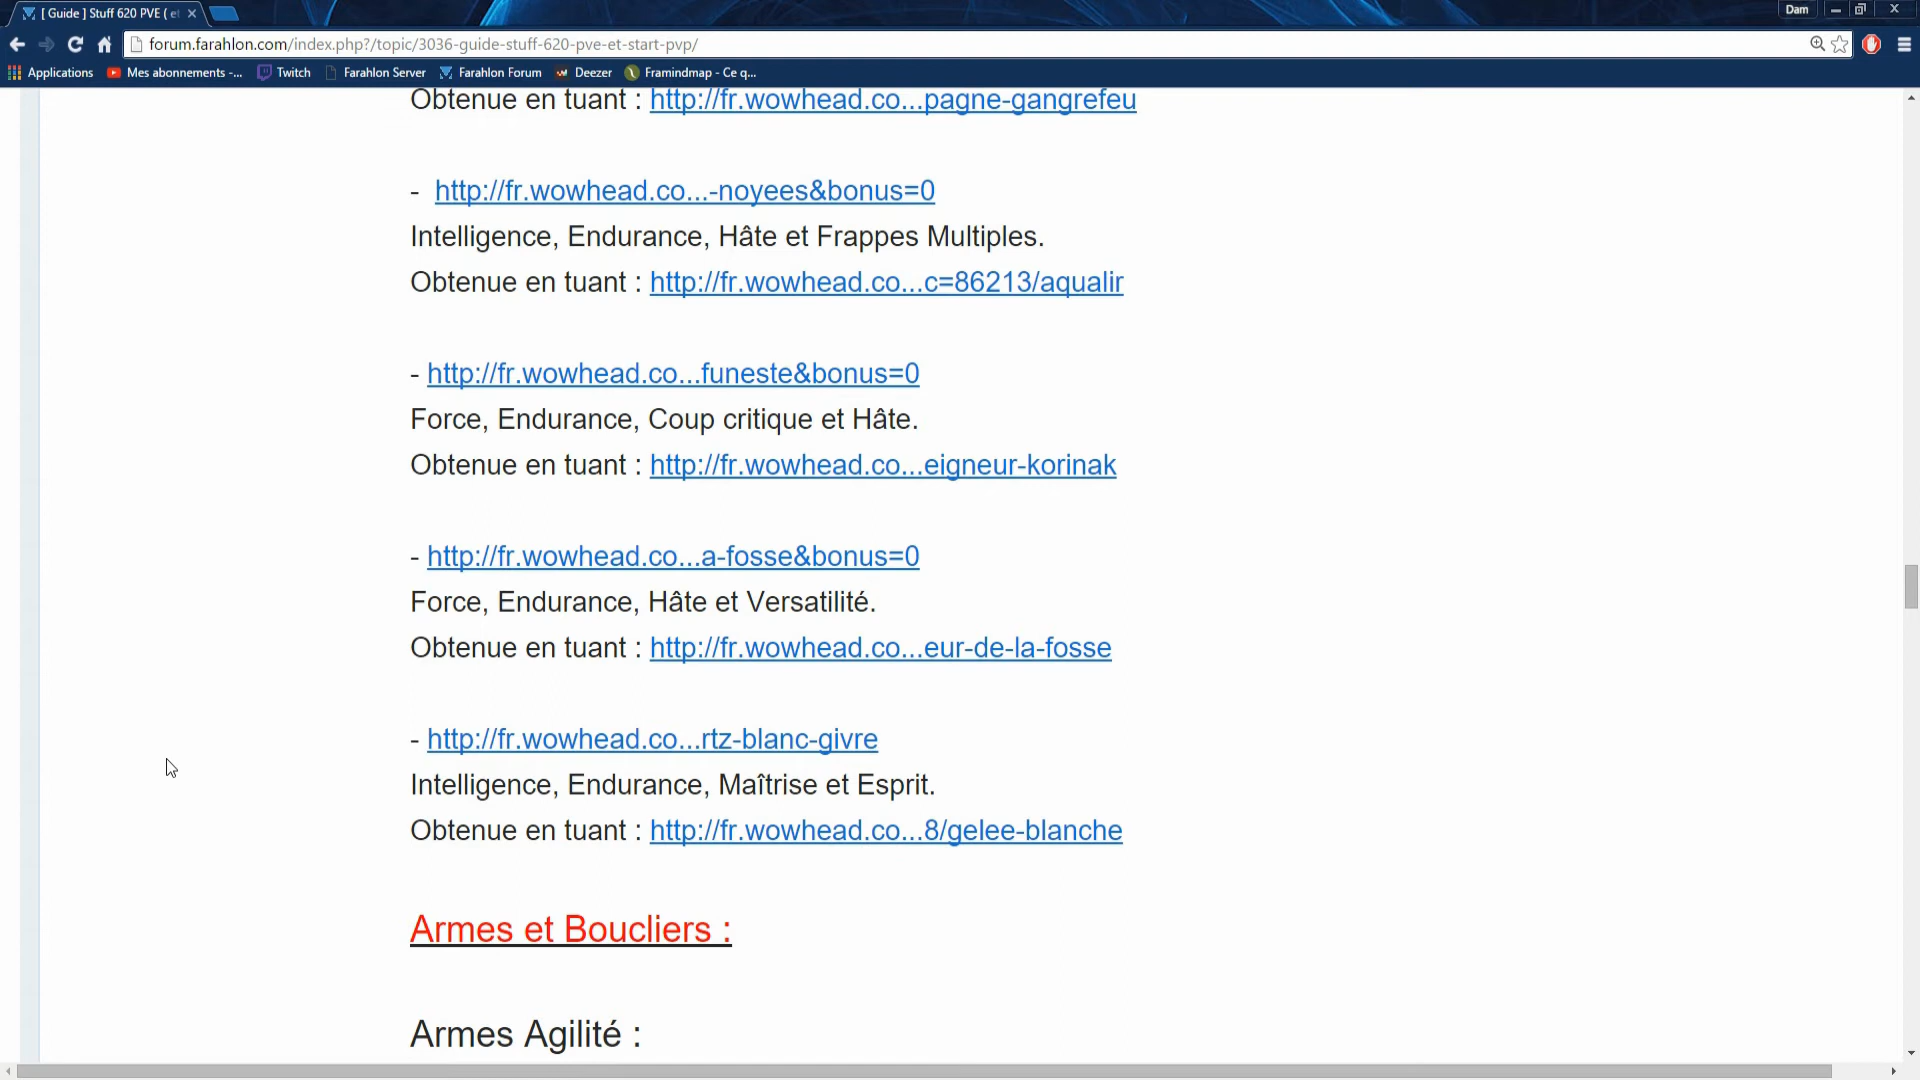 [ Guide ] Stuff 620 PVE ( et
Dam
forum.farahlon.com/index.php?/topic/3036-guide-stuff-620-pve-et-start-pvp/
Applications Mes abonnements -... Twitch Farahlon Server Farahlon Forum Deezer Framindmap - Ce q...
Obtenue en tuant : http://fr.wowhead.co...pagne-gangrefeu
- http://fr.wowhead.co...-noyees&bonus=0
Intelligence, Endurance, Hâte et Frappes Multiples.
Obtenue en tuant : http://fr.wowhead.co...c=86213/aqualir
- http://fr.wowhead.co...funeste&bonus=0
Force, Endurance, Coup critique et Hâte.
Obtenue en tuant : http://fr.wowhead.co...eigneur-korinak
- http://fr.wowhead.co...a-fosse&bonus=0
Force, Endurance, Hâte et Versatilité.
Obtenue en tuant : http://fr.wowhead.co...eur-de-la-fosse
- http://fr.wowhead.co...rtz-blanc-givre
Intelligence, Endurance, Maîtrise et Esprit.
Obtenue en tuant : http://fr.wowhead.co...8/gelee-blanche
Armes et Boucliers :
Armes Agilité :